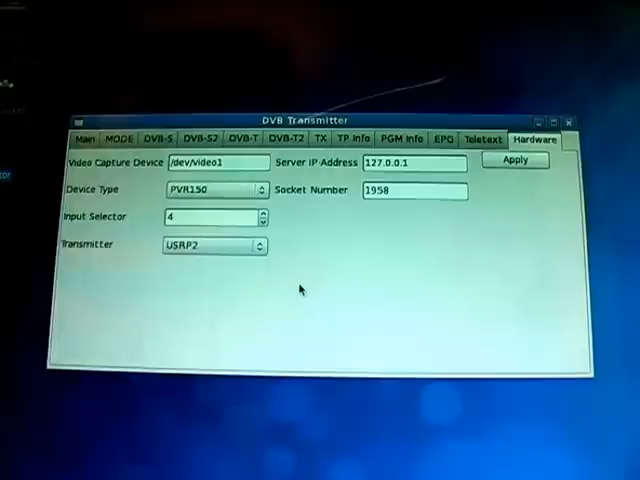 DVB Transmitter
Main MODE DVB-S DVB-S2 DVB-T DVB-T2 TX TP Info PGM Info EPG Teletext Hardware
Video Capture Device /dev/video1 Server IP Address 127.0.0.1 Apply
Device Type PVR150 Socket Number 1958
Input Selector 4
Transmitter USRP2
tor